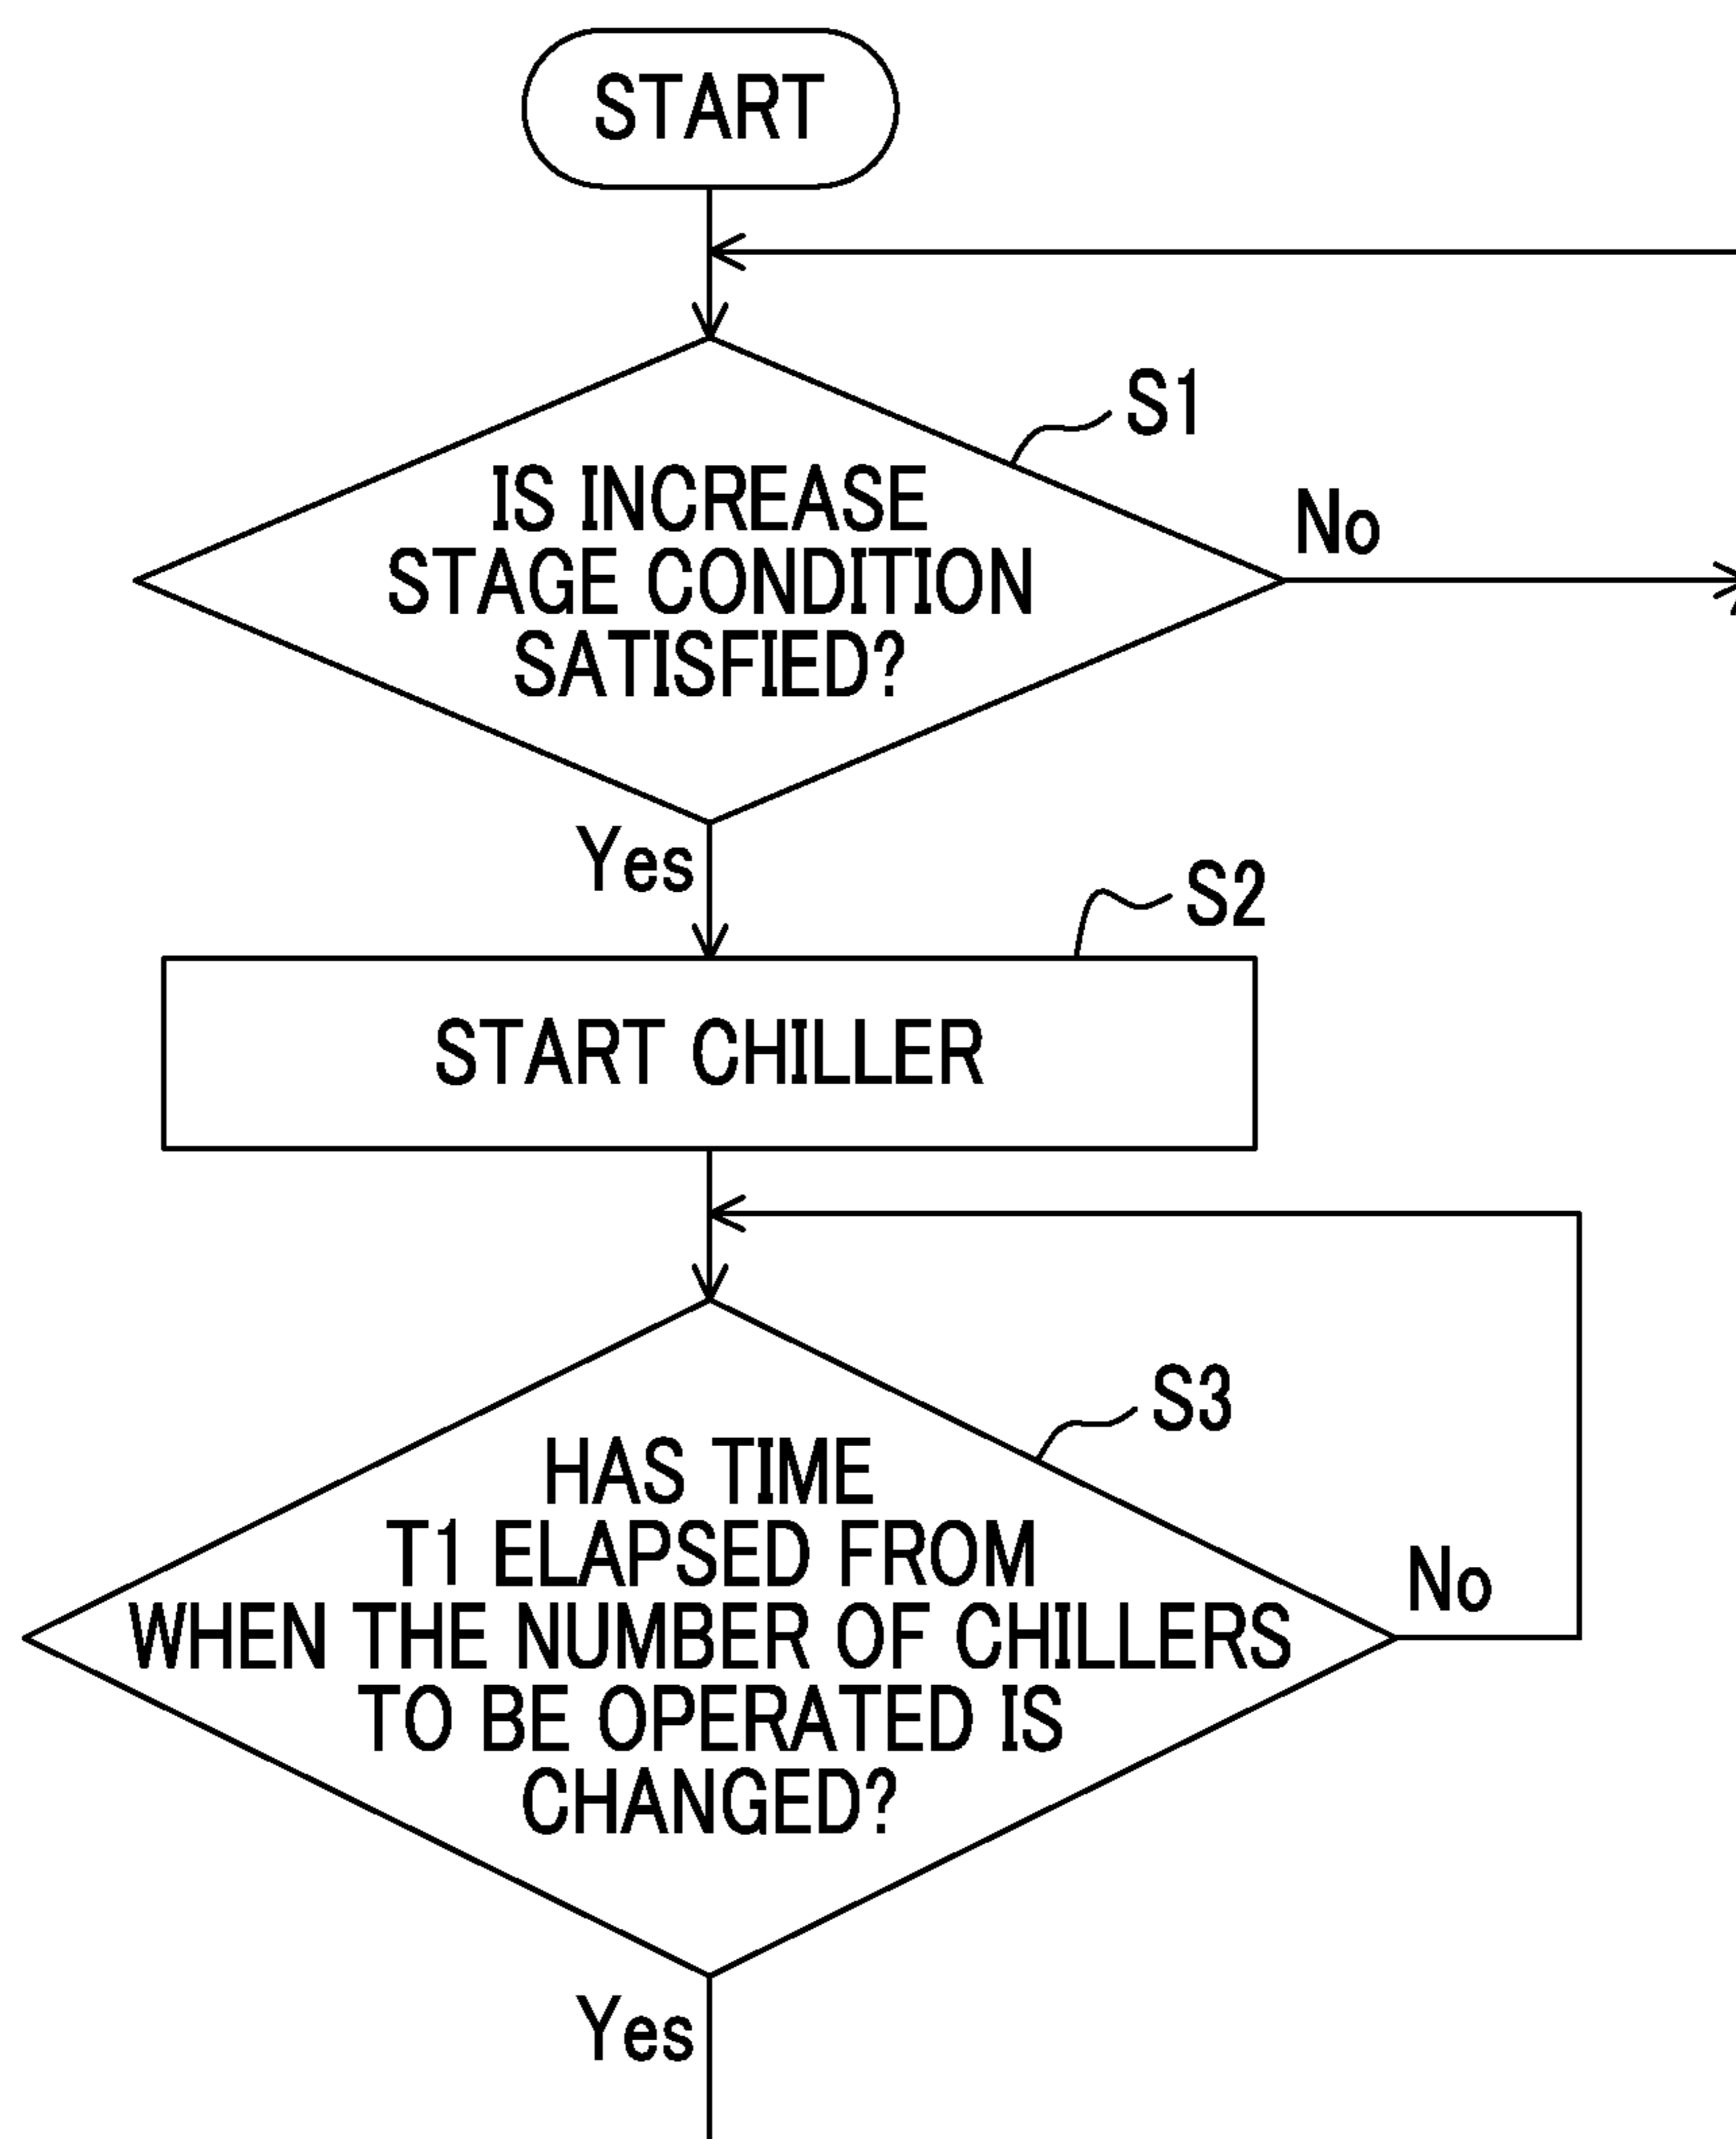 START
S1
IS INCREASE
STAGE CONDITION
SATISFIED?
No
Yes
S2
START CHILLER
S3
HAS TIME
T1 ELAPSED FROM
WHEN THE NUMBER OF CHILLERS
TO BE OPERATED IS
CHANGED?
No
Yes